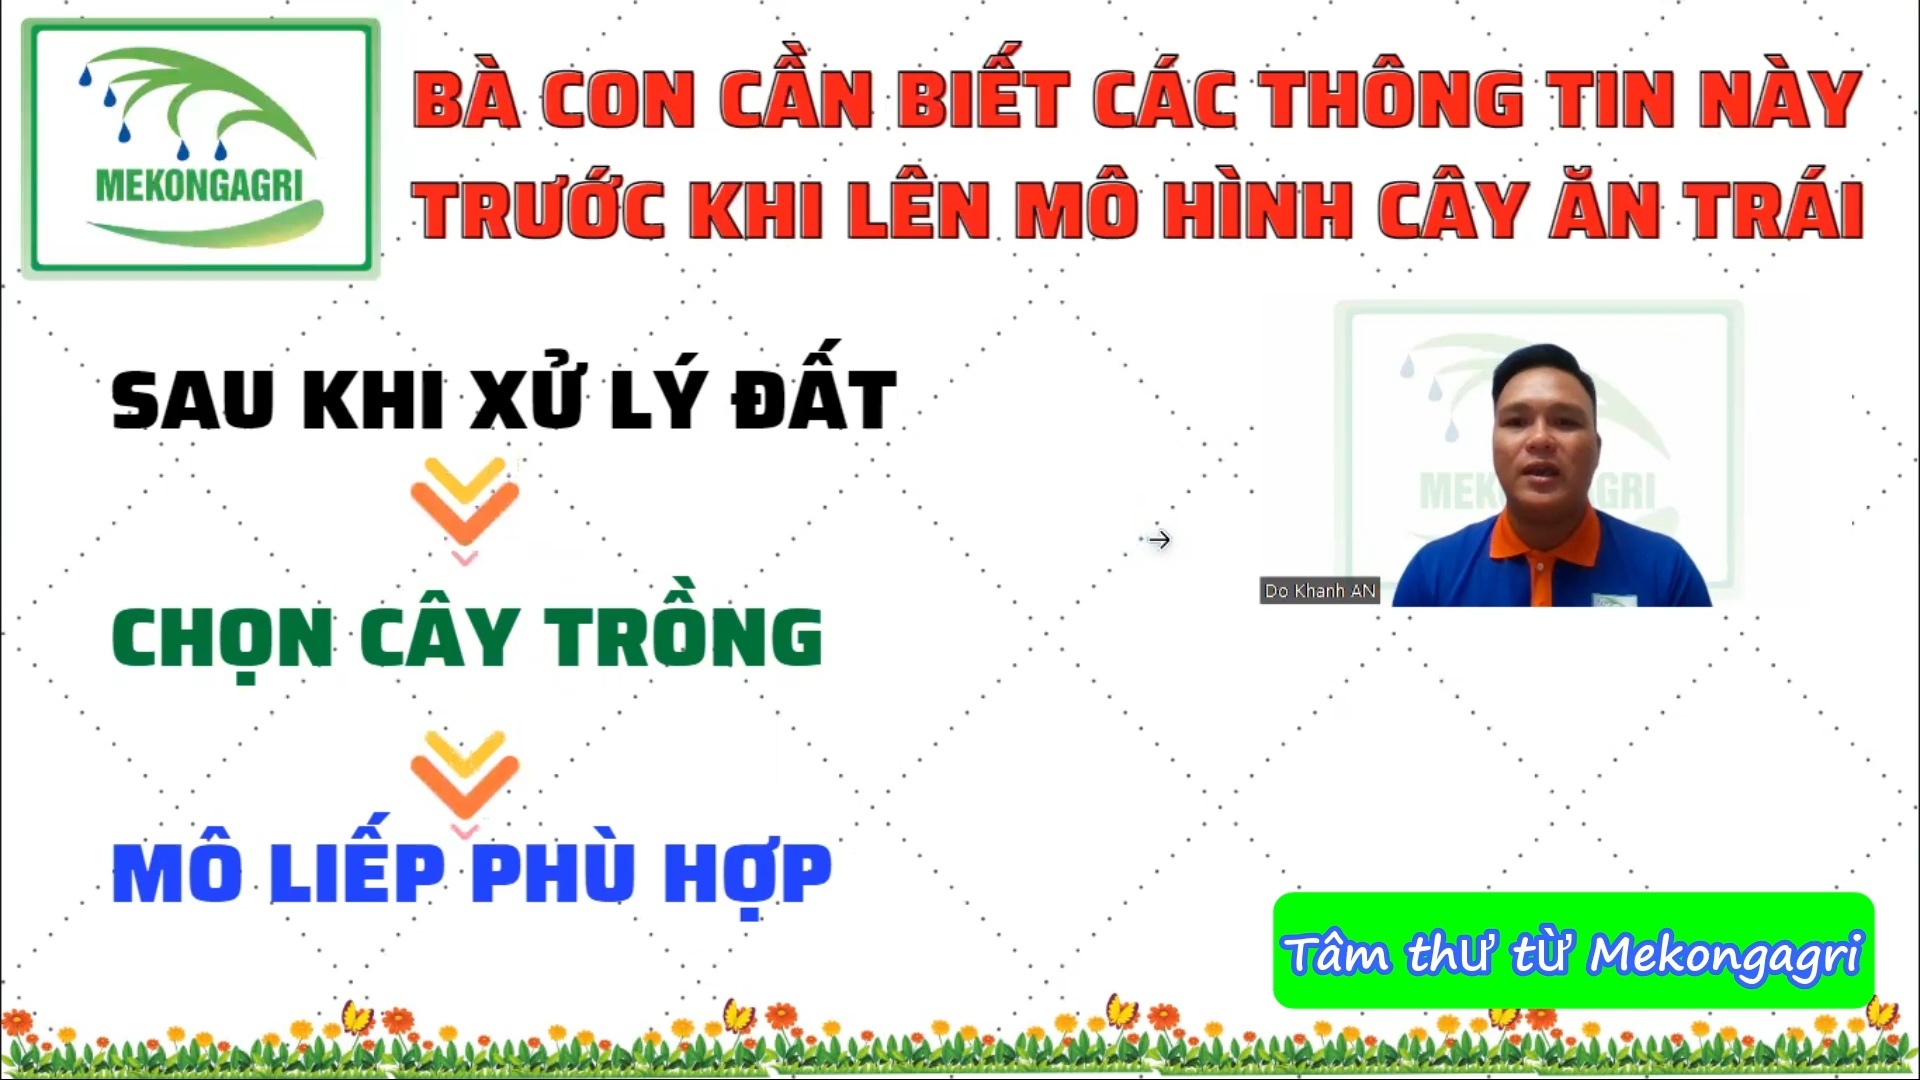 MEKONGAGRI
BÀ CON CẦN BIẾT CÁC THÔNG TIN NÀY
TRƯỚC KHI LÊN MÔ HÌNH CÂY ĂN TRÁI
SAU KHI XỬ LÝ ĐẤT
CHỌN CÂY TRỒNG
MÔ LIẾP PHÙ HỢP
Do Khanh AN
Tâm thư từ Mekongagri